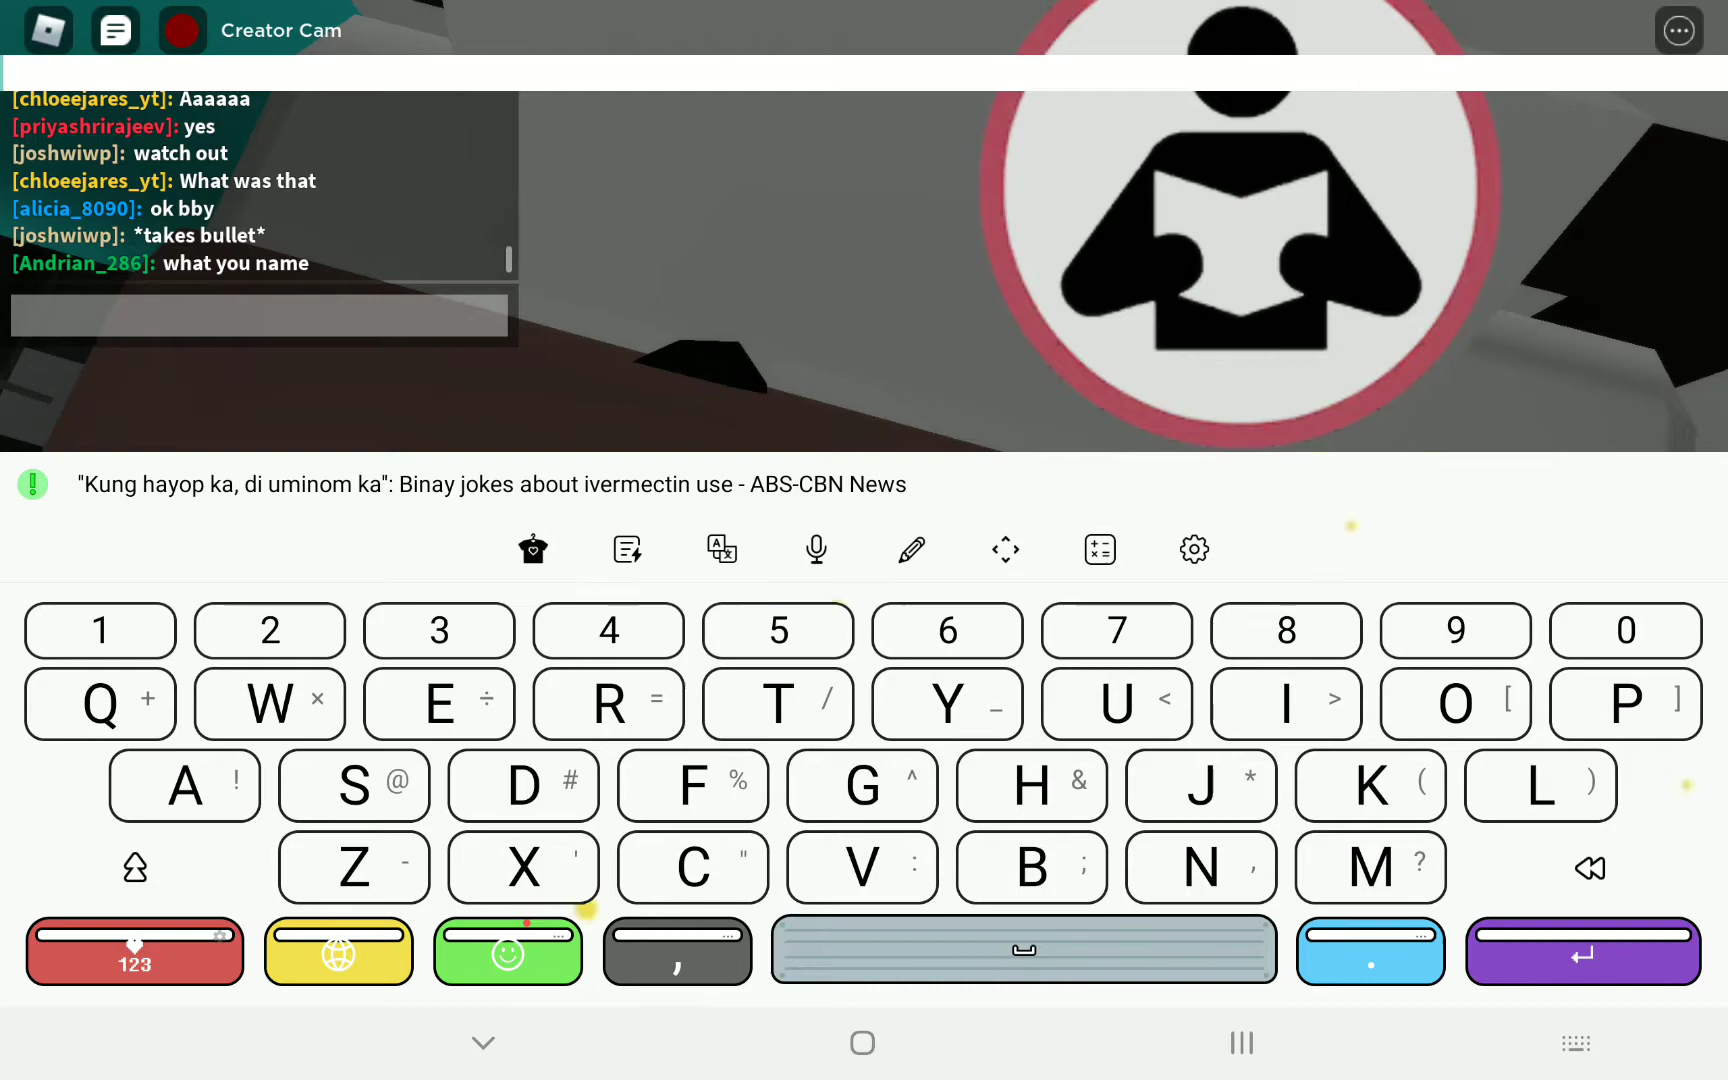 Creator Cam
[chloeejares_yt]: Aaaaaa
[priyashrirajeev]: yes
[joshwiwp]: watch out
[chloeejares_yt]: What was that
[alicia_8090]: ok bby
[joshwiwp]: *takes bullet*
[Andrian_286]: what you name
"Kung hayop ka, di uminom ka": Binay jokes about ivermectin use - ABS-CBN News
1 2 3 4 5 6 7 8 9 0
Q + W × E ÷ R = T / Y _ U < I > O [ P ]
A ! S @ D # F % G ^ H & J * K ( L )
Z - X ' C " V : B ; N , M ?
123 , .